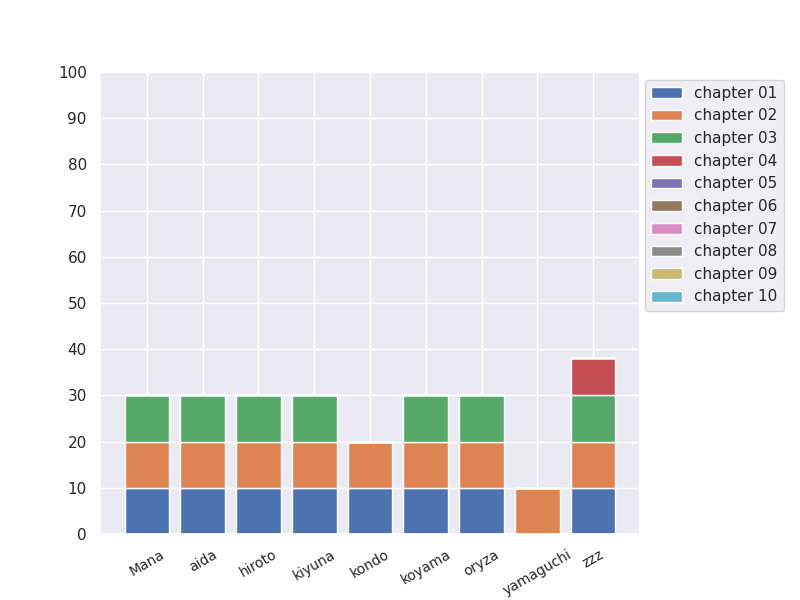 100
90
80
70
60
50
40
30
20
10
0
Mana
aida
hiroto
kiyuna
kondo
koyama
oryza
yamaguchi
zzz
chapter 01
chapter 02
chapter 03
chapter 04
chapter 05
chapter 06
chapter 07
chapter 08
chapter 09
chapter 10